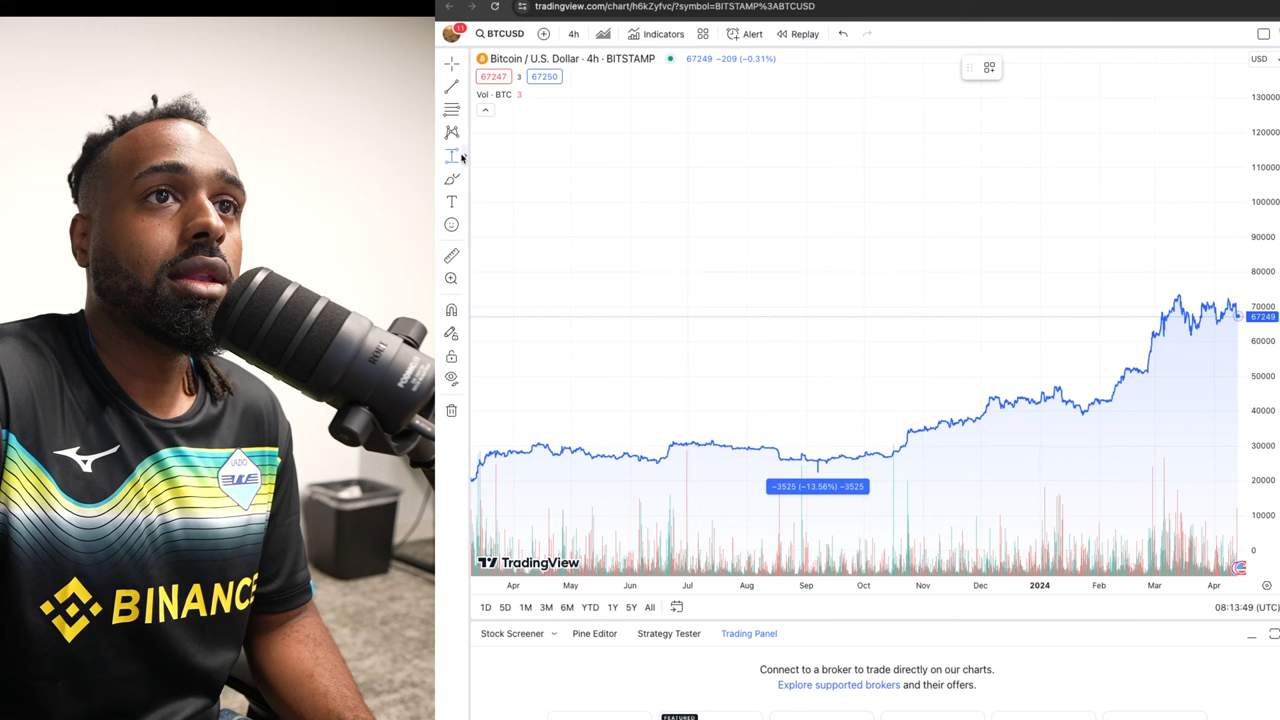 tradingview.com/chart/h6kZyfvc/?symbol=BITSTAMP%3ABTCUSD
11
BTCUSD
4h
Indicators
Alert
Replay
Bitcoin / U.S. Dollar · 4h · BITSTAMP
67249 −209 (−0.31%)
USD
67247 3 67250
Vol · BTC 3
130000
120000
110000
100000
90000
80000
70000
67249
60000
50000
40000
30000
20000
10000
0
−3525 (−13.56%) −3525
TradingView
Apr May Jun Jul Aug Sep Oct Nov Dec 2024 Feb Mar Apr
1D 5D 1M 3M 6M YTD 1Y 5Y All
08:13:49 (UTC)
Stock Screener Pine Editor Strategy Tester Trading Panel
Connect to a broker to trade directly on our charts.
Explore supported brokers and their offers.
FEATURED
RODE
PODMIC
LAZIO
BINANCE